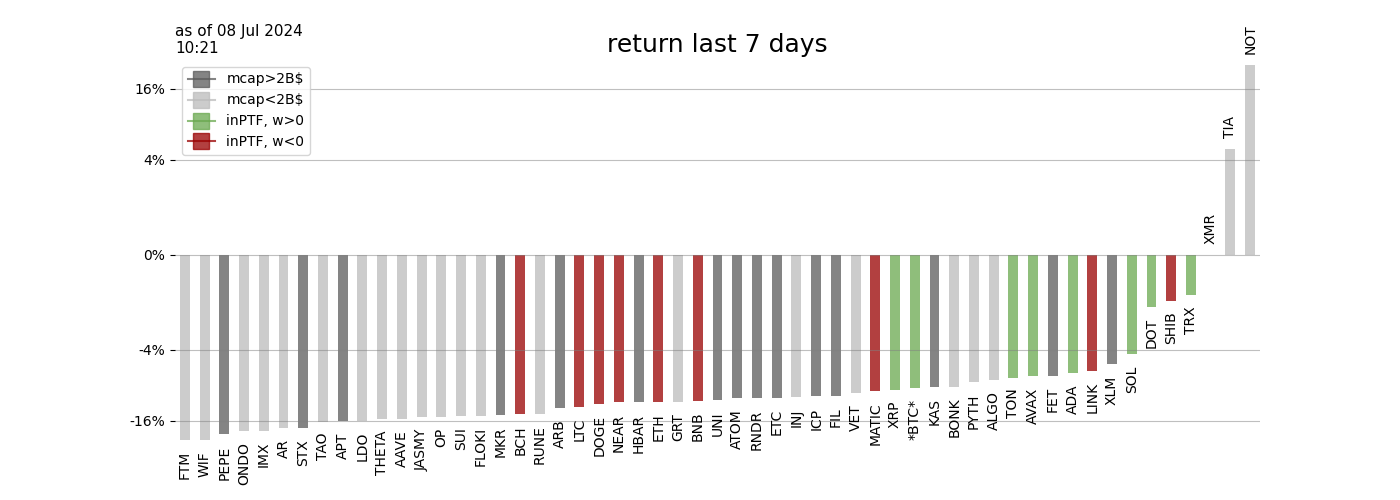 as of 08 Jul 2024
10:21
return last 7 days
mcap>2B$
mcap<2B$
inPTF, w>0
inPTF, w<0
16%
4%
0%
-4%
-16%
FTM
WIF
PEPE
ONDO
IMX
AR
STX
TAO
APT
LDO
THETA
AAVE
JASMY
OP
SUI
FLOKI
MKR
BCH
RUNE
ARB
LTC
DOGE
NEAR
HBAR
ETH
GRT
BNB
UNI
ATOM
RNDR
ETC
INJ
ICP
FIL
VET
MATIC
XRP
*BTC*
KAS
BONK
PYTH
ALGO
TON
AVAX
FET
ADA
LINK
XLM
SOL
DOT
SHIB
TRX
XMR
TIA
NOT